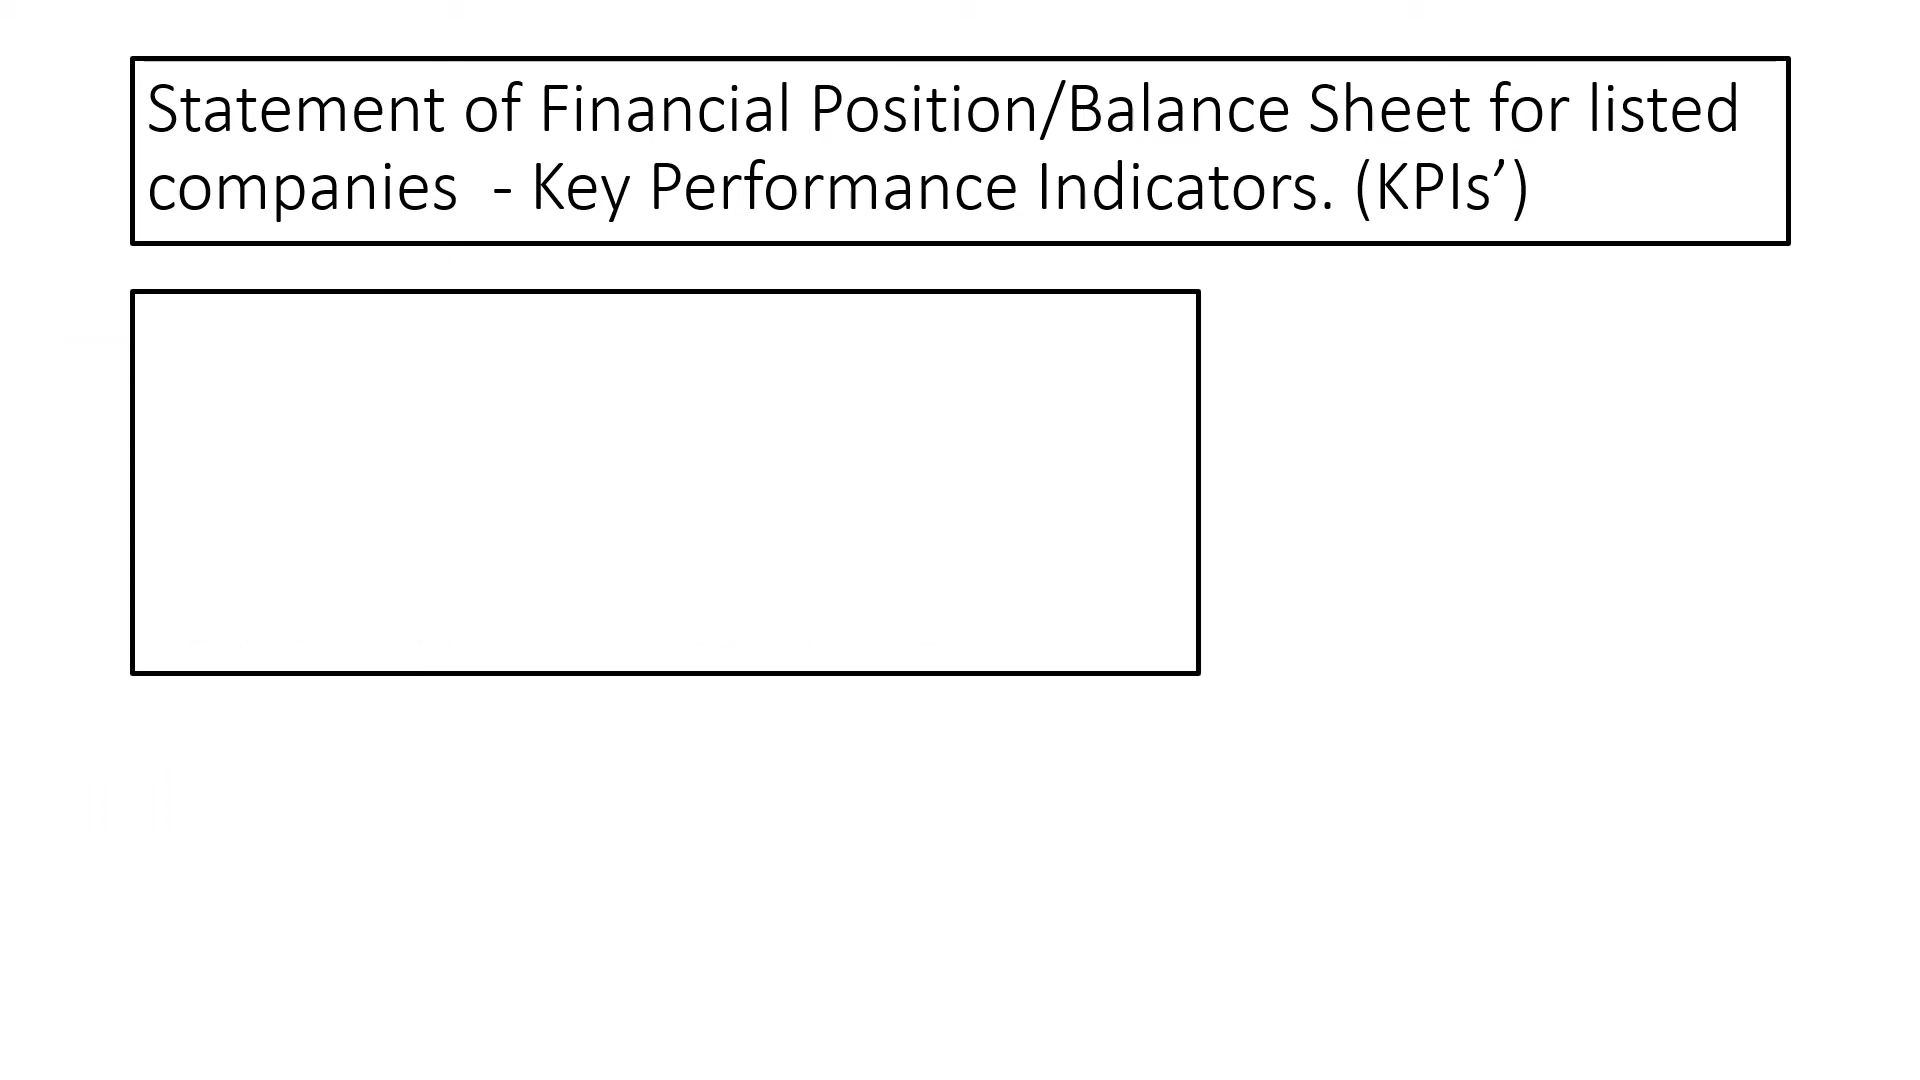 Statement of Financial Position/Balance Sheet for listed
companies  - Key Performance Indicators. (KPIs’)